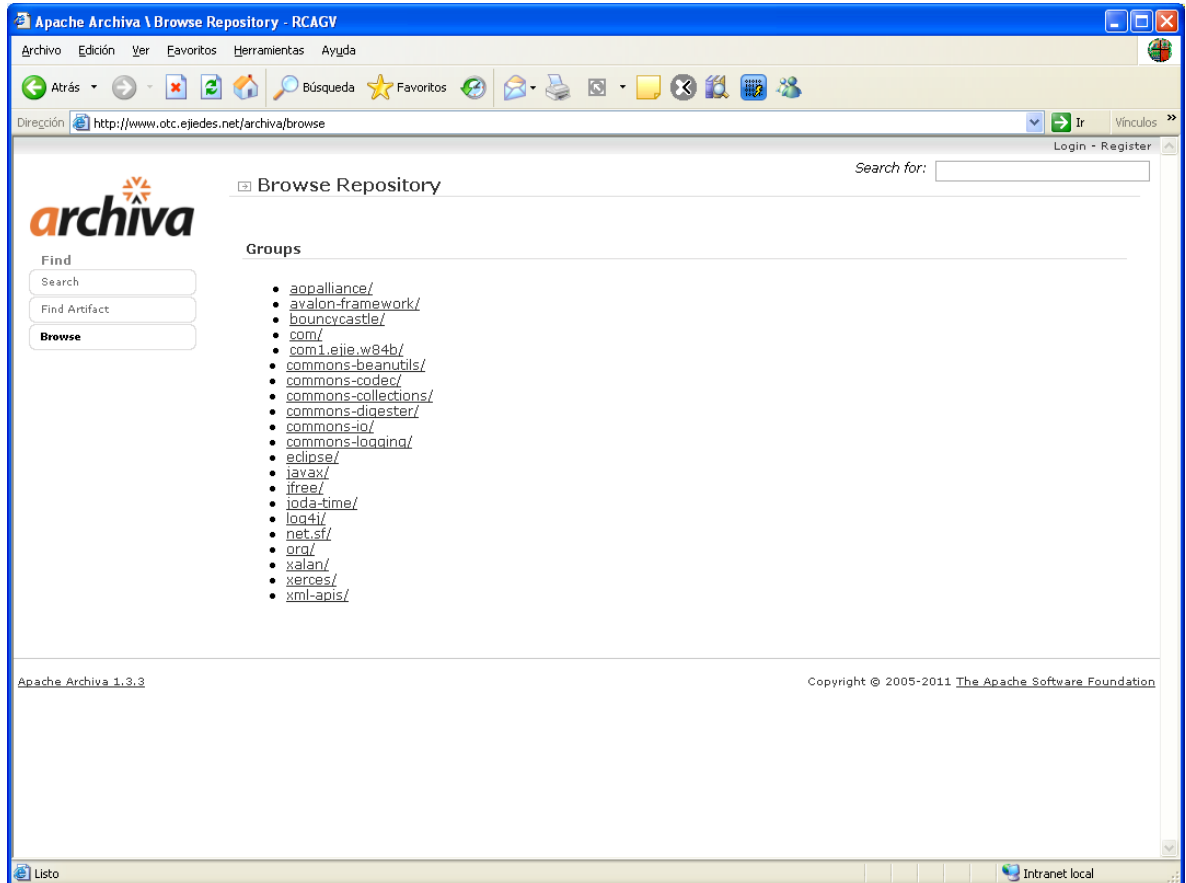 Apache Archiva \ Browse Repository - RCAGV
Archivo Edición Ver Favoritos Herramientas Ayuda
Atrás Búsqueda Favoritos
Dirección http://www.otc.ejiedes.net/archiva/browse Ir Vínculos »
Login - Register
Search for:
archiva
Browse Repository
Groups
Find
Search
Find Artifact
Browse
aopalliance/
avalon-framework/
bouncycastle/
com/
com1.ejie.w84b/
commons-beanutils/
commons-codec/
commons-collections/
commons-digester/
commons-io/
commons-logging/
eclipse/
javax/
jfree/
joda-time/
log4j/
net.sf/
org/
xalan/
xerces/
xml-apis/
Apache Archiva 1.3.3
Copyright © 2005-2011 The Apache Software Foundation
Listo
Intranet local